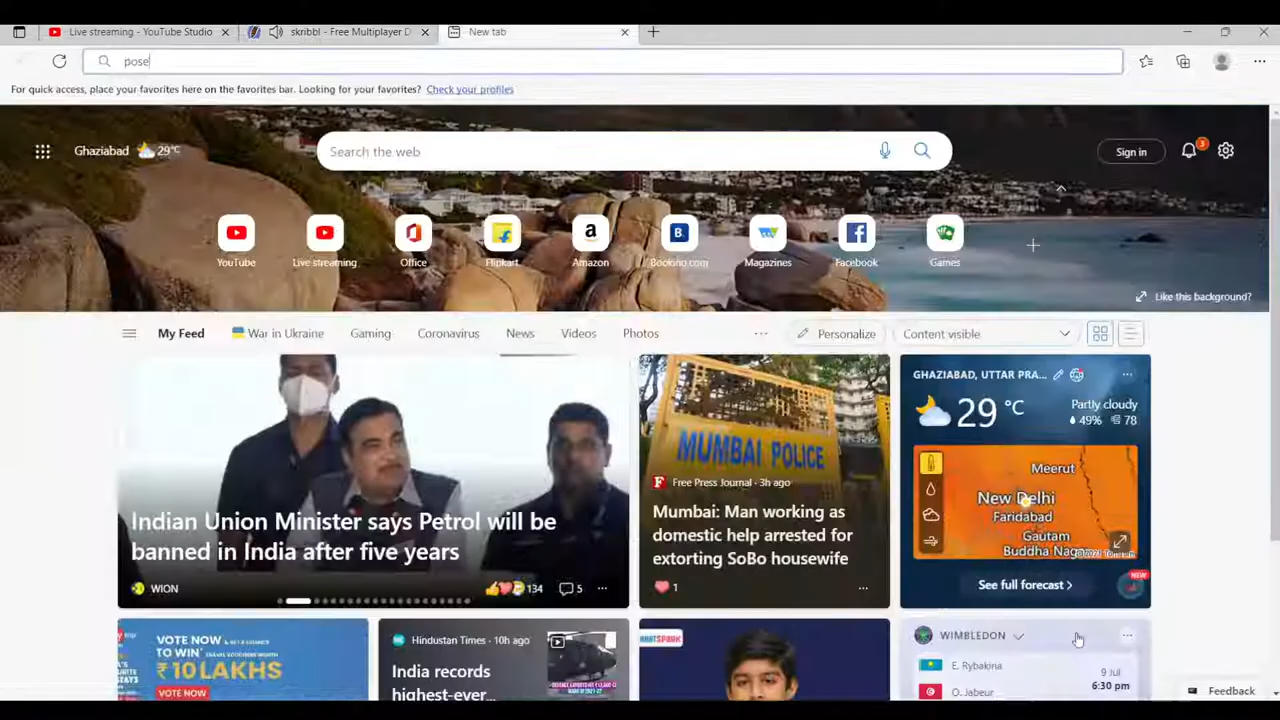 Live streaming - YouTube Studio
skribbl - Free Multiplayer D
New tab
pose
For quick access, place your favorites here on the favorites bar. Looking for your favorites? Check your profiles
Ghaziabad 29°C
Search the web
Sign in
3
YouTube
Live streaming
Office
Flipkart
Amazon
Booking.com
Magazines
Facebook
Games
Like this background?
My Feed
War in Ukraine
Gaming
Coronavirus
News
Videos
Photos
Personalize
Content visible
Indian Union Minister says Petrol will be
banned in India after five years
WION
134
5
MUMBAI POLICE
Free Press Journal · 3h ago
Mumbai: Man working as
domestic help arrested for
extorting SoBo housewife
1
GHAZIABAD, UTTAR PRA...
29 °C
Partly cloudy
49% 78
Meerut
New Delhi
Faridabad
Gautam
Buddha Nagar
See full forecast
NEW
VOTE NOW
TO WIN
₹10 LAKHS
VOTE NOW
Hindustan Times · 10h ago
India records
highest-ever...
WIMBLEDON
E. Rybakina
O. Jabeur
9 Jul
6:30 pm
Feedback